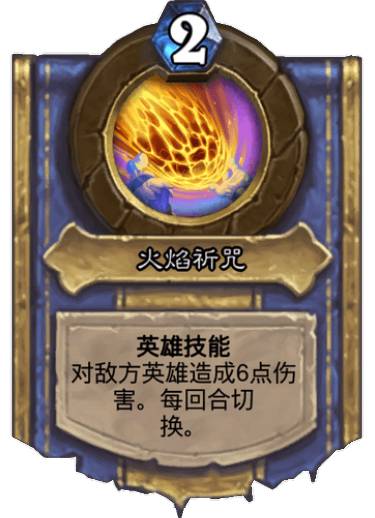 2
火焰祈咒
英雄技能
对敌方英雄造成6点伤
害。每回合切
换。